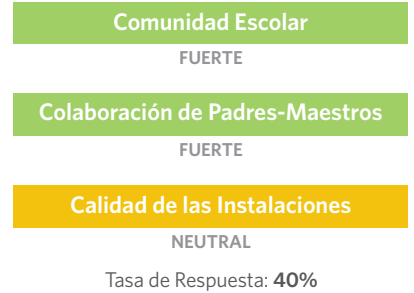 Comunidad Escolar
FUERTE
Colaboración de Padres-Maestros
FUERTE
Calidad de las Instalaciones
NEUTRAL
Tasa de Respuesta: 40%